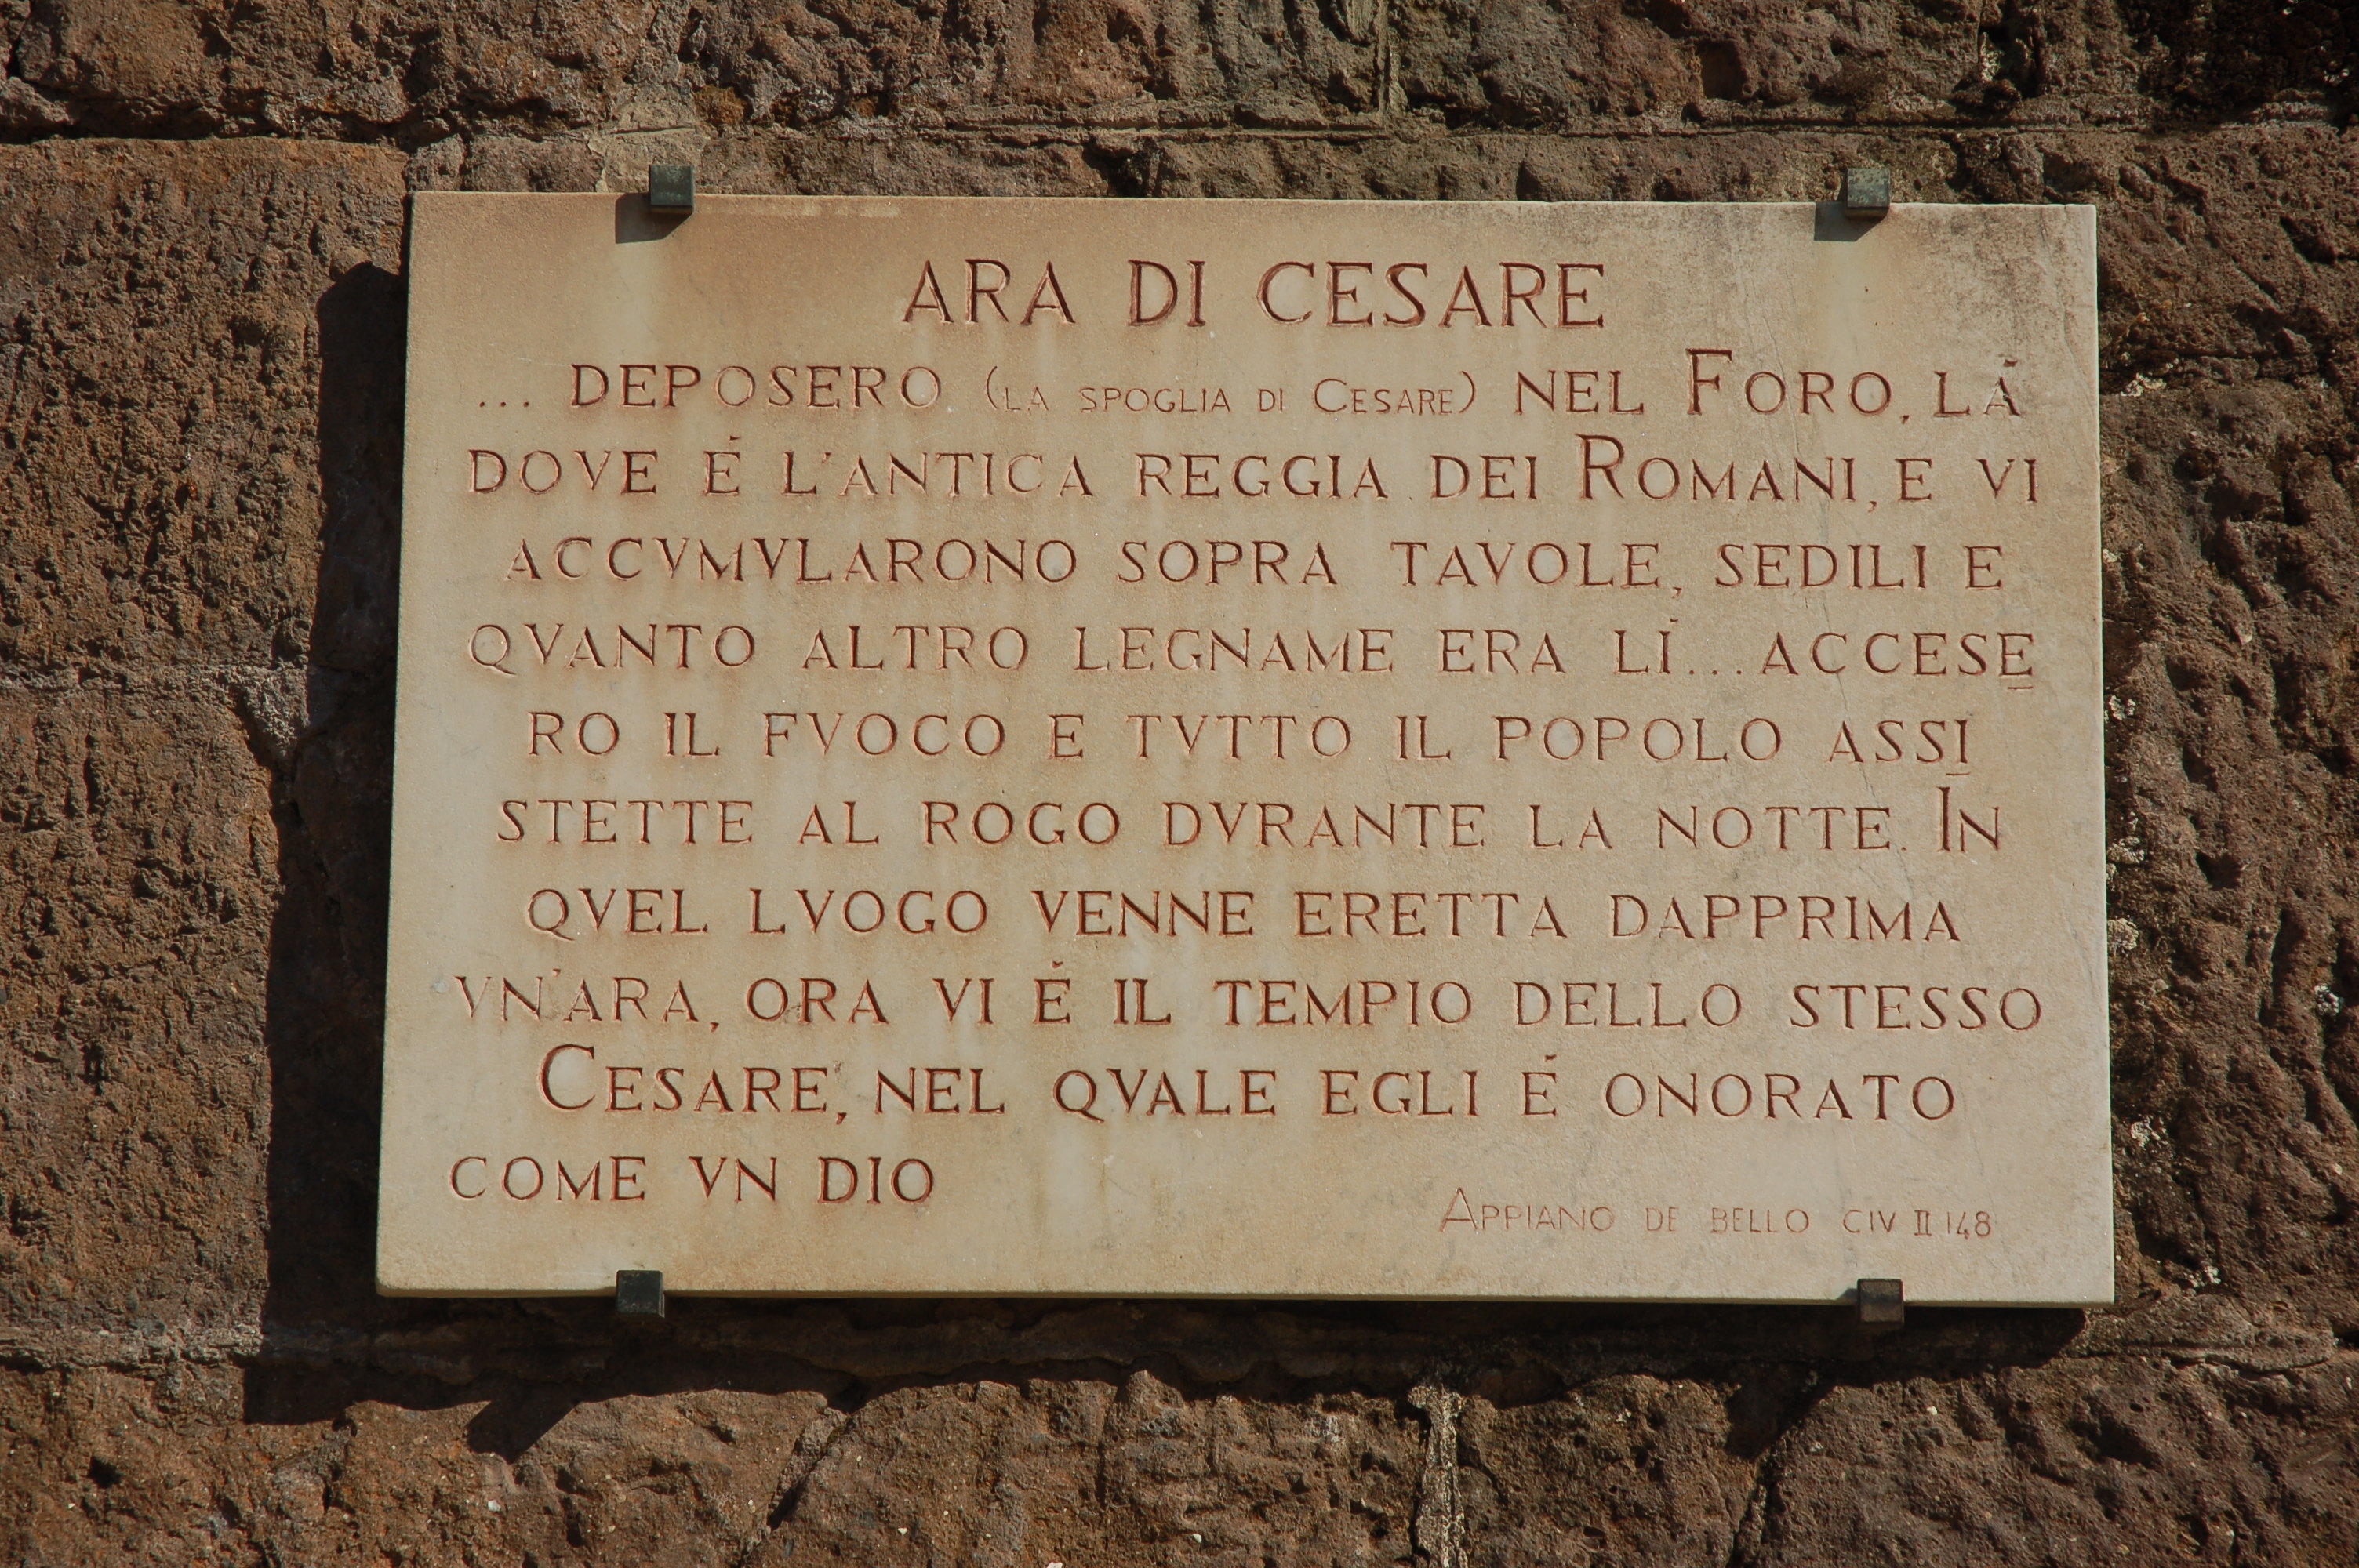 ARA DI CESARE
... DEPOSERO (LA SPOGLIA DI CESARE) NEL FORO, LÀ
DOVE È L'ANTICA REGGIA DEI ROMANI, E VI
ACCVMVLARONO SOPRA TAVOLE, SEDILI E
QVANTO ALTRO LEGNAME ERA LÌ... ACCESE
RO IL FVOCO E TVTTO IL POPOLO ASSI
STETTE AL ROGO DVRANTE LA NOTTE. IN
QVEL LVOGO VENNE ERETTA DAPPRIMA
VN'ARA, ORA VI È IL TEMPIO DELLO STESSO
CESARE, NEL QVALE EGLI È ONORATO
COME VN DIO
APPIANO DE BELLO CIV II 148